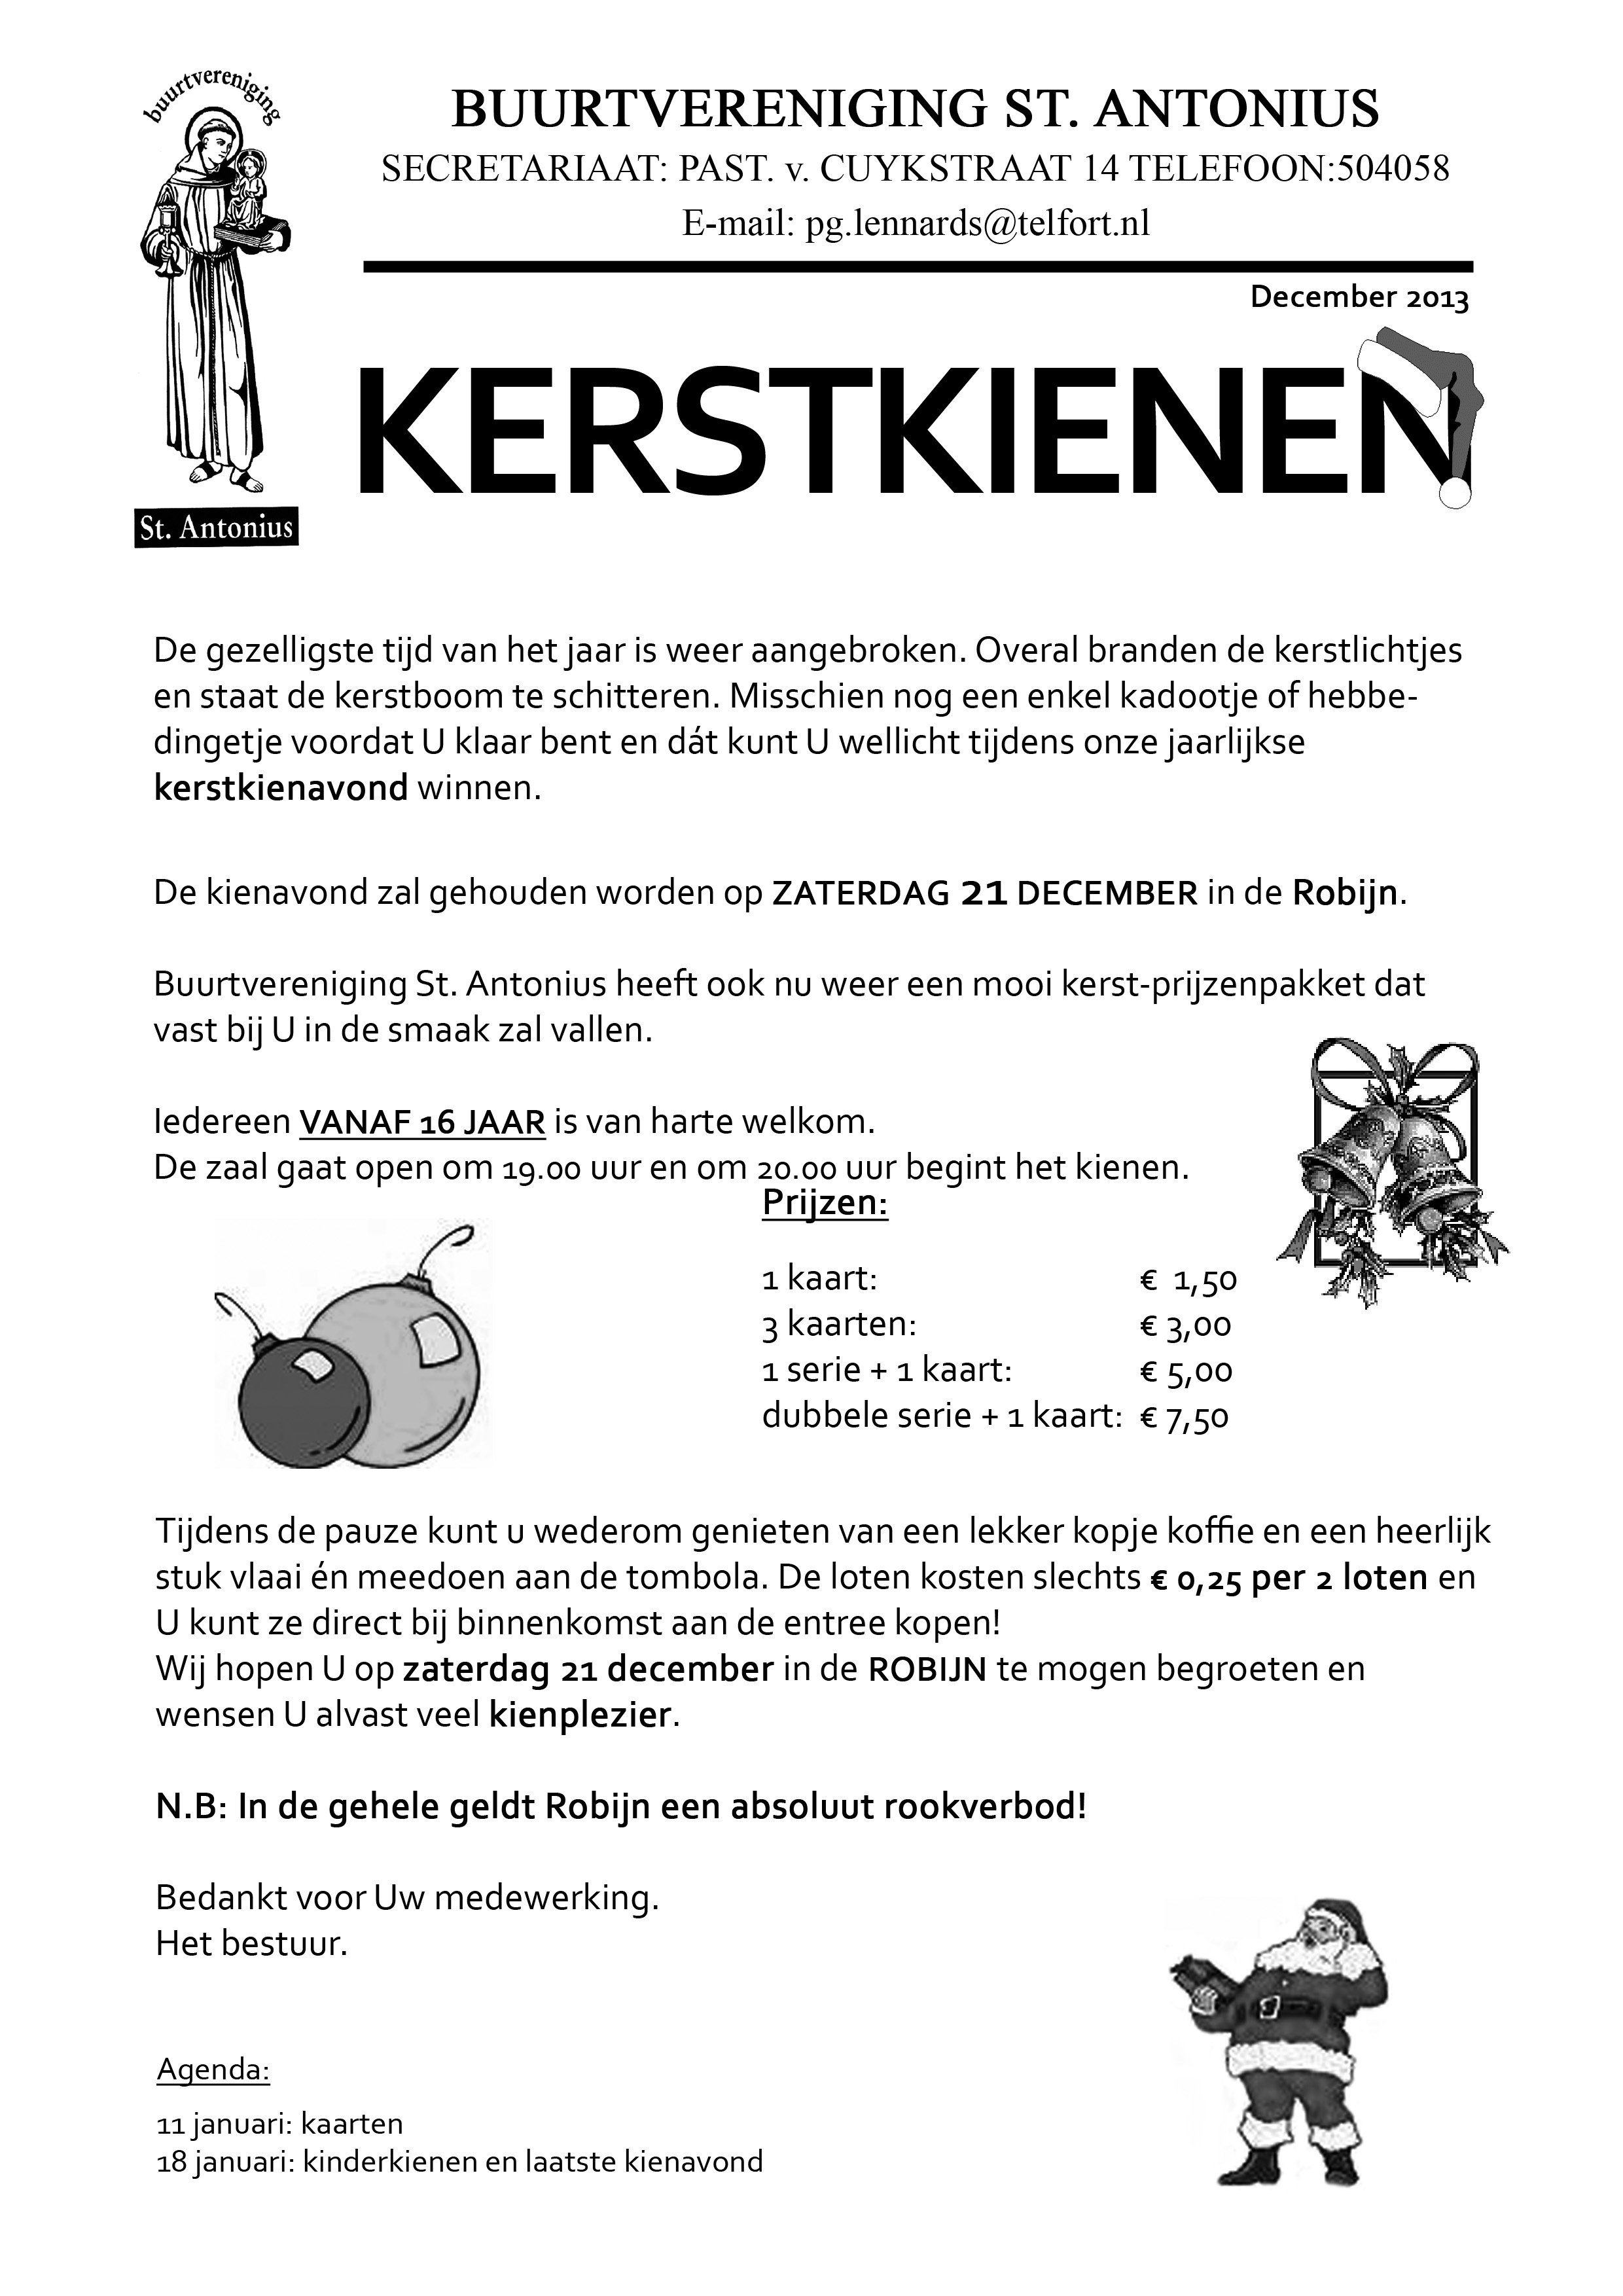 buurtvereniging
St. Antonius
BUURTVERENIGING ST. ANTONIUS
SECRETARIAAT: PAST. v. CUYKSTRAAT 14 TELEFOON:504058
E-mail: pg.lennards@telfort.nl
December 2013
KERSTKIENEN
De gezelligste tijd van het jaar is weer aangebroken. Overal branden de kerstlichtjes
en staat de kerstboom te schitteren. Misschien nog een enkel kadootje of hebbe-
dingetje voordat U klaar bent en dát kunt U wellicht tijdens onze jaarlijkse
kerstkienavond winnen.
De kienavond zal gehouden worden op ZATERDAG 21 DECEMBER in de Robijn.
Buurtvereniging St. Antonius heeft ook nu weer een mooi kerst-prijzenpakket dat
vast bij U in de smaak zal vallen.
Iedereen VANAF 16 JAAR is van harte welkom.
De zaal gaat open om 19.00 uur en om 20.00 uur begint het kienen.
Prijzen:
1 kaart: € 1,50
3 kaarten: € 3,00
1 serie + 1 kaart: € 5,00
dubbele serie + 1 kaart: € 7,50
Tijdens de pauze kunt u wederom genieten van een lekker kopje koffie en een heerlijk
stuk vlaai én meedoen aan de tombola. De loten kosten slechts € 0,25 per 2 loten en
U kunt ze direct bij binnenkomst aan de entree kopen!
Wij hopen U op zaterdag 21 december in de ROBIJN te mogen begroeten en
wensen U alvast veel kienplezier.
N.B: In de gehele geldt Robijn een absoluut rookverbod!
Bedankt voor Uw medewerking.
Het bestuur.
Agenda:
11 januari: kaarten
18 januari: kinderkienen en laatste kienavond